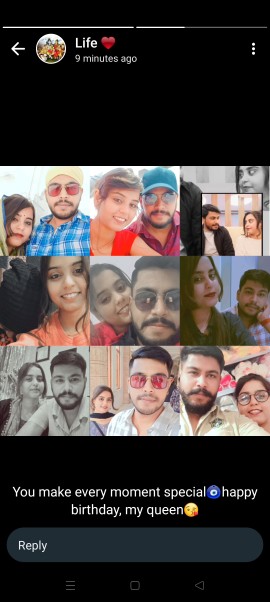 Life ❤️
9 minutes ago
You make every moment special🧿happy
birthday, my queen😘
Reply